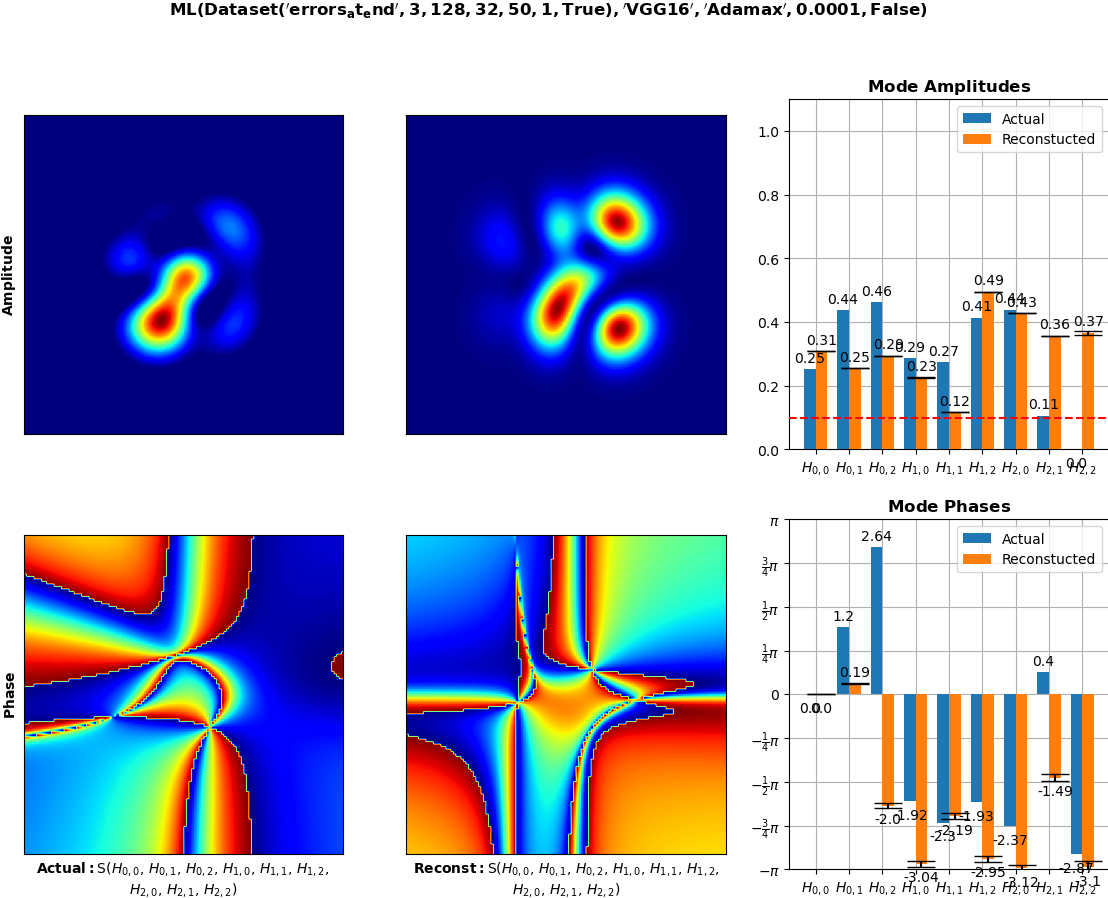 ML(Dataset('errors_at_end', 3, 128, 32, 50, 1, True), 'VGG16', 'Adamax', 0.0001, False)
Mode Amplitudes
Actual
Reconstucted
1.0
0.8
0.6
0.4
0.2
0.0
0.25
0.31
0.44
0.25
0.46
0.29
0.29
0.23
0.27
0.12
0.41
0.49
0.44
0.43
0.11
0.36
0.0
0.37
H0,0 H0,1 H0,2 H1,0 H1,1 H1,2 H2,0 H2,1 H2,2
Amplitude
Mode Phases
Actual
Reconstucted
π
3/4π
1/2π
1/4π
0
−1/4π
−1/2π
−3/4π
−π
0.0
0.0
1.2
0.19
2.64
-2.0
-1.92
-3.04
-2.3
-2.19
-1.93
-2.95
-2.37
-3.12
0.4
-1.49
-2.87
-3.1
H0,0 H0,1 H0,2 H1,0 H1,1 H1,2 H2,0 H2,1 H2,2
Phase
Actual: S(H0,0, H0,1, H0,2, H1,0, H1,1, H1,2,
H2,0, H2,1, H2,2)
Reconst: S(H0,0, H0,1, H0,2, H1,0, H1,1, H1,2,
H2,0, H2,1, H2,2)